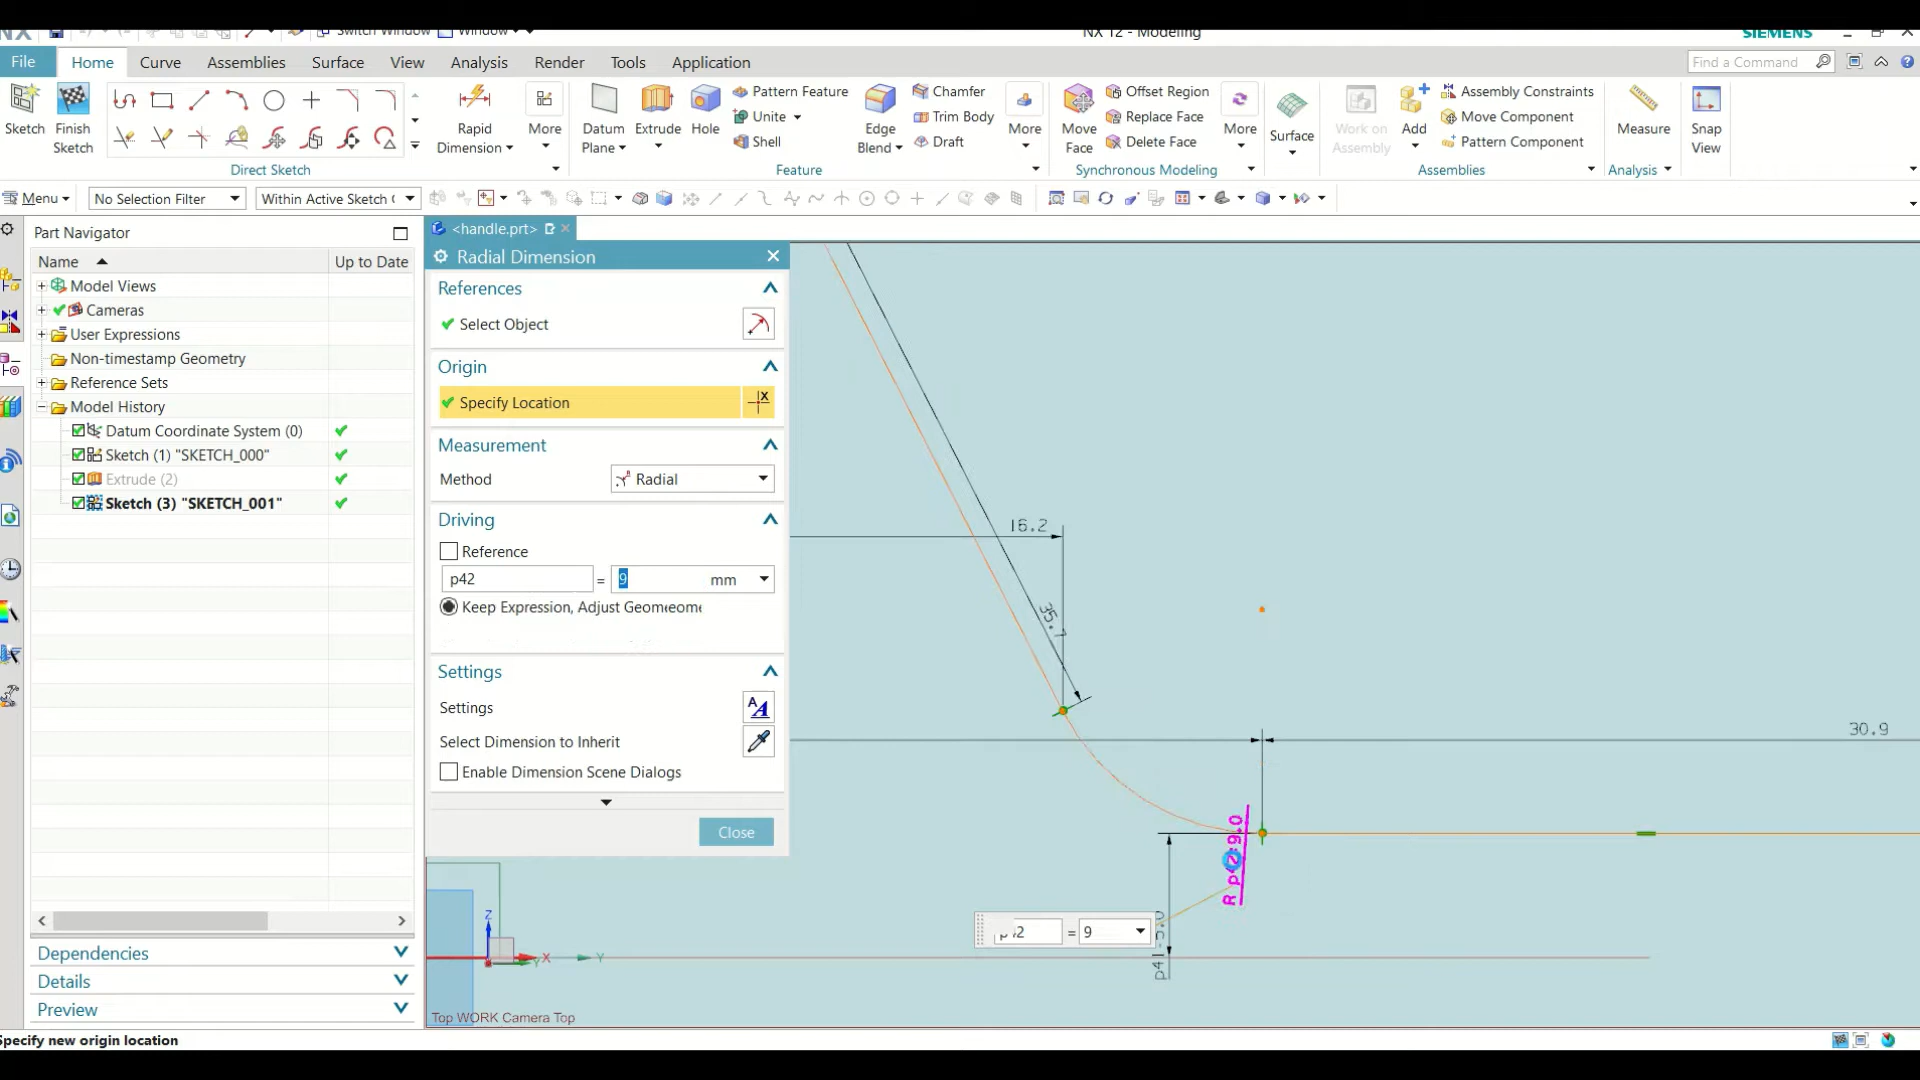 NX
Switch Window
Window
NX 12 - Modeling
SIEMENS
File
Home
Curve
Assemblies
Surface
View
Analysis
Render
Tools
Application
Find a Command
Sketch
Finish Sketch
Direct Sketch
Rapid Dimension
More
Datum Plane
Extrude
Hole
Pattern Feature
Unite
Shell
Edge Blend
Chamfer
Trim Body
Draft
More
Feature
Move Face
Offset Region
Replace Face
Delete Face
More
Synchronous Modeling
Surface
Work on Assembly
Add
Assembly Constraints
Move Component
Pattern Component
Assemblies
Measure
Analysis
Snap View
Menu
No Selection Filter
Within Active Sketch
Part Navigator
Name
Up to Date
Model Views
Cameras
User Expressions
Non-timestamp Geometry
Reference Sets
Model History
Datum Coordinate System (0)
Sketch (1) "SKETCH_000"
Extrude (2)
Sketch (3) "SKETCH_001"
Dependencies
Details
Preview
<handle.prt>
Radial Dimension
References
Select Object
Origin
Specify Location
Measurement
Method
Radial
Driving
Reference
p42 = 9 mm
Keep Expression, Adjust Geom
Settings
Settings
Select Dimension to Inherit
Enable Dimension Scene Dialogs
Close
16.2
35.7
30.9
= 9
Z
X
Y
Y
Top WORK Camera Top
Specify new origin location